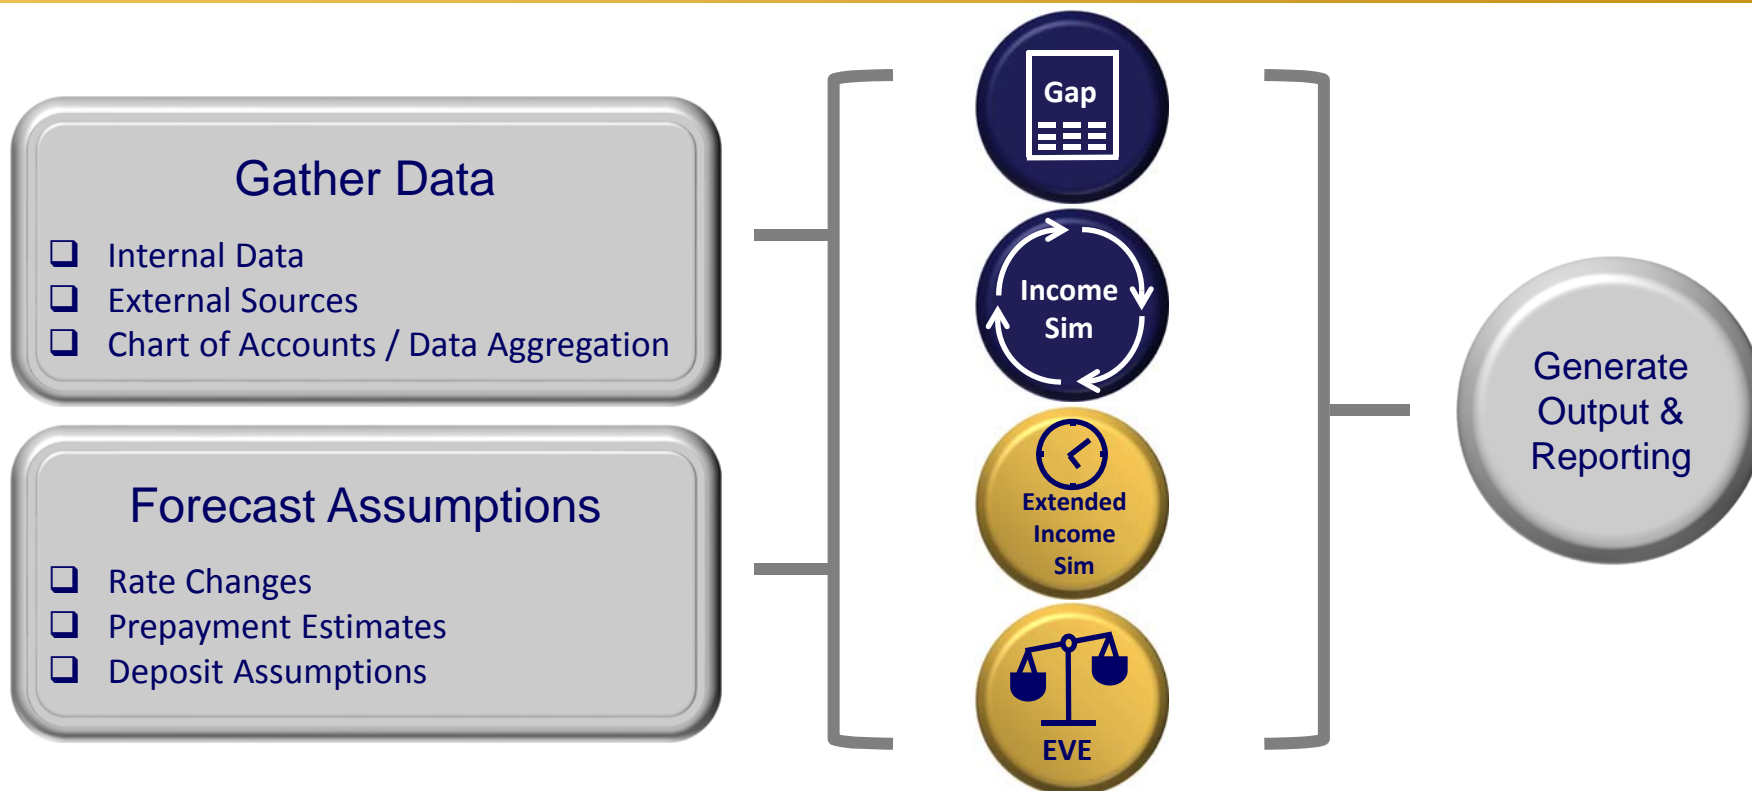 Gather Data
❑ Internal Data
❑ External Sources
❑ Chart of Accounts / Data Aggregation
Forecast Assumptions
❑ Rate Changes
❑ Prepayment Estimates
❑ Deposit Assumptions
Gap
Income
Sim
Extended
Income
Sim
EVE
Generate
Output &
Reporting